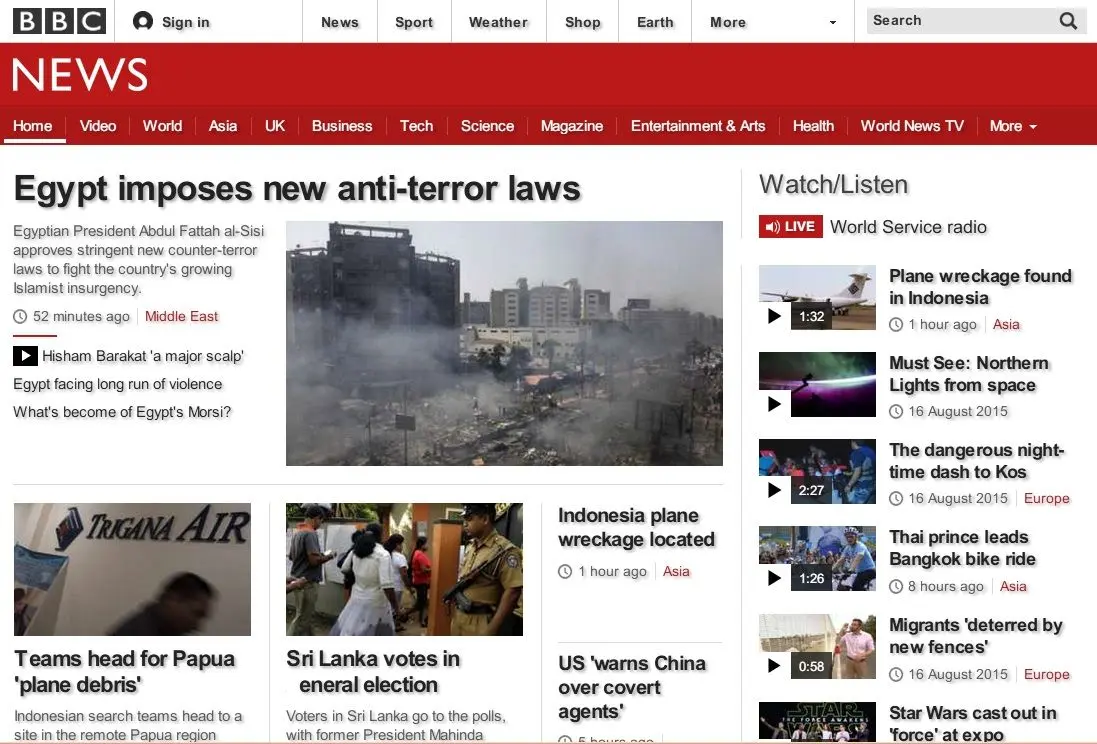 BBC
Sign in
News
Sport
Weather
Shop
Earth
More
Search
NEWS
Home
Video
World
Asia
UK
Business
Tech
Science
Magazine
Entertainment & Arts
Health
World News TV
More
Egypt imposes new anti-terror laws
Egyptian President Abdul Fattah al-Sisi
approves stringent new counter-terror
laws to fight the country's growing
Islamist insurgency.
52 minutes ago
Middle East
Hisham Barakat 'a major scalp'
Egypt facing long run of violence
What's become of Egypt's Morsi?
TRIGANA AIR
Teams head for Papua
'plane debris'
Indonesian search teams head to a
site in the remote Papua region
Sri Lanka votes in
eneral election
Voters in Sri Lanka go to the polls,
with former President Mahinda
Indonesia plane
wreckage located
1 hour ago
Asia
US 'warns China
over covert
agents'
5 hours ago
Watch/Listen
LIVE World Service radio
1:32
Plane wreckage found
in Indonesia
1 hour ago
Asia
Must See: Northern
Lights from space
16 August 2015
2:27
The dangerous night-
time dash to Kos
16 August 2015
Europe
1:26
Thai prince leads
Bangkok bike ride
8 hours ago
Asia
0:58
Migrants 'deterred by
new fences'
16 August 2015
Europe
STAR
THE FORCE AWAKENS
WARS
Star Wars cast out in
'force' at expo